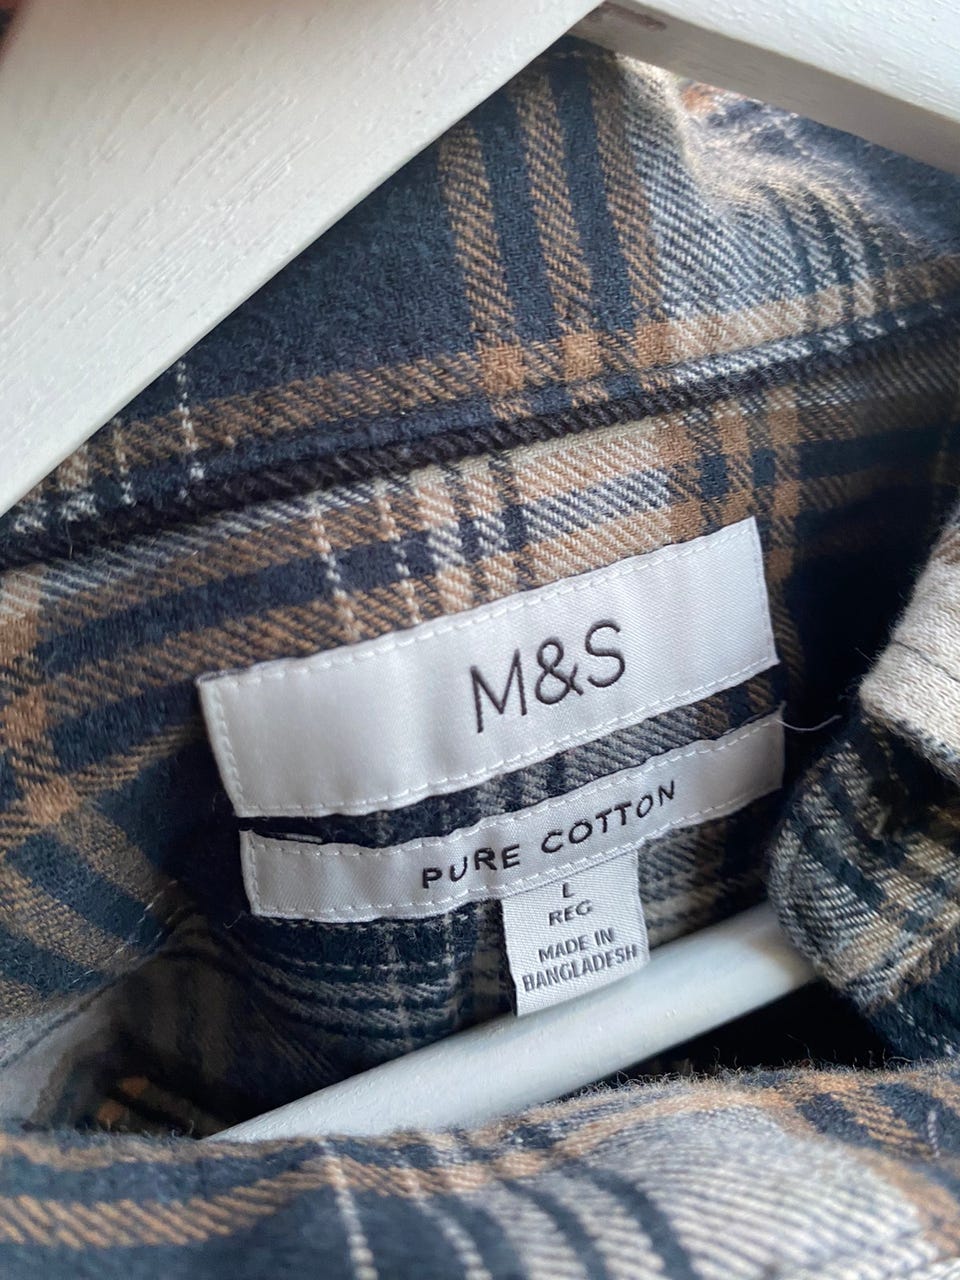 M&S
PURE COTTON
L
REG
MADE IN
BANGLADESH